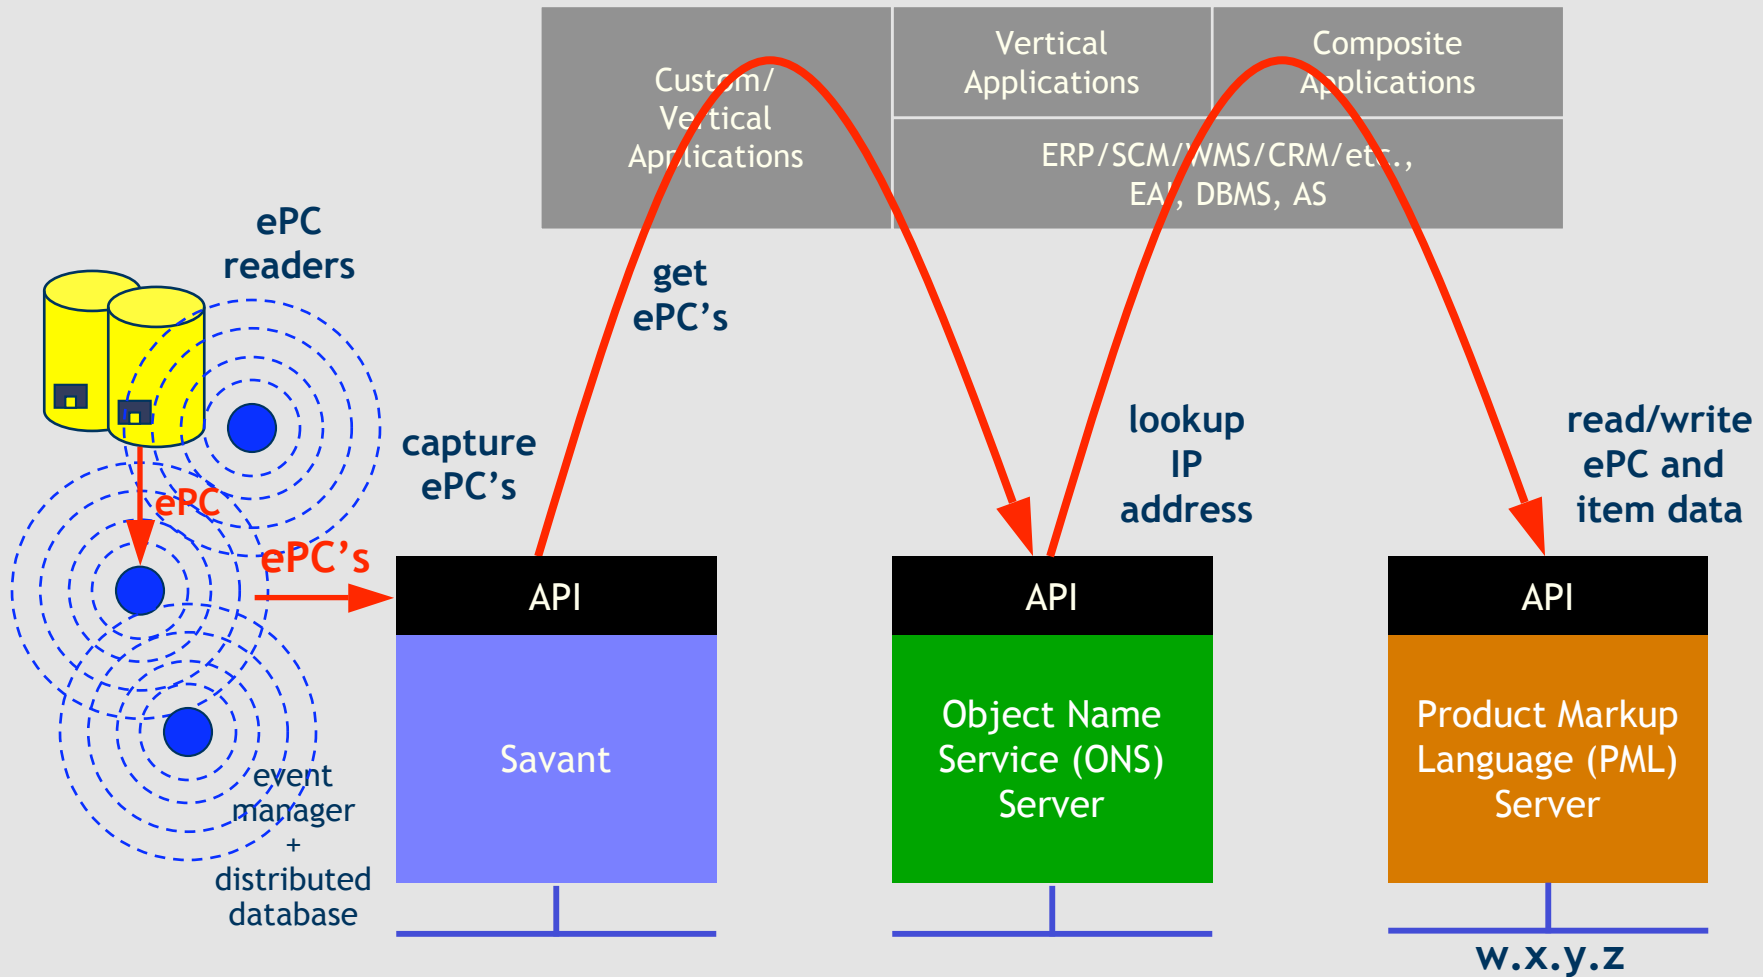 Custom/
Vertical
Applications
Vertical
Applications
Composite
Applications
ERP/SCM/WMS/CRM/etc.,
EAI, DBMS, AS
ePC
readers
get
ePC’s
capture
ePC’s
lookup
IP
address
read/write
ePC and
item data
ePC
ePC’s
API
API
API
Savant
Object Name
Service (ONS)
Server
Product Markup
Language (PML)
Server
event
manager
+
distributed
database
w.x.y.z